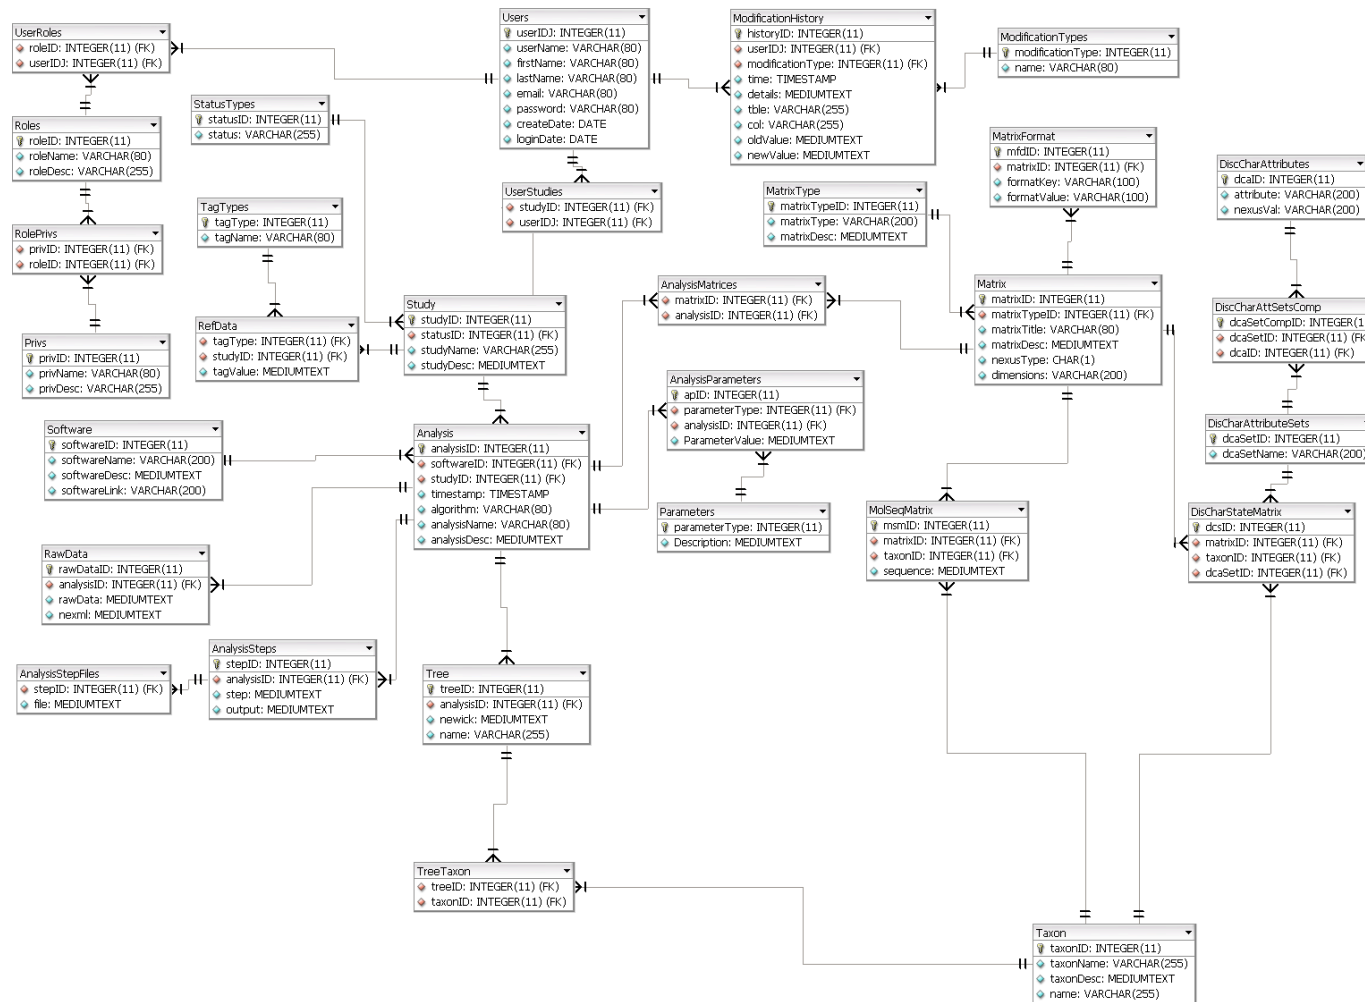 UserRoles
roleID: INTEGER(11) (FK)
userIDJ: INTEGER(11) (FK)
Users
userIDJ: INTEGER(11)
userName: VARCHAR(80)
firstName: VARCHAR(80)
lastName: VARCHAR(80)
email: VARCHAR(80)
password: VARCHAR(80)
createDate: DATE
loginDate: DATE
ModificationHistory
historyID: INTEGER(11)
userIDJ: INTEGER(11) (FK)
modificationType: INTEGER(11) (FK)
time: TIMESTAMP
details: MEDIUMTEXT
tble: VARCHAR(255)
col: VARCHAR(255)
oldValue: MEDIUMTEXT
newValue: MEDIUMTEXT
ModificationTypes
modificationType: INTEGER(11)
name: VARCHAR(80)
StatusTypes
statusID: INTEGER(11)
status: VARCHAR(255)
Roles
roleID: INTEGER(11)
roleName: VARCHAR(80)
roleDesc: VARCHAR(255)
MatrixFormat
mfdID: INTEGER(11)
matrixID: INTEGER(11) (FK)
formatKey: VARCHAR(100)
formatValue: VARCHAR(100)
DiscCharAttributes
dcaID: INTEGER(11)
attribute: VARCHAR(200)
nexusVal: VARCHAR(200)
UserStudies
studyID: INTEGER(11) (FK)
userIDJ: INTEGER(11) (FK)
MatrixType
matrixTypeID: INTEGER(11)
matrixType: VARCHAR(200)
matrixDesc: MEDIUMTEXT
TagTypes
tagType: INTEGER(11)
tagName: VARCHAR(80)
RolePrivs
privID: INTEGER(11) (FK)
roleID: INTEGER(11) (FK)
Study
studyID: INTEGER(11)
statusID: INTEGER(11) (FK)
studyName: VARCHAR(255)
studyDesc: MEDIUMTEXT
AnalysisMatrices
matrixID: INTEGER(11) (FK)
analysisID: INTEGER(11) (FK)
Matrix
matrixID: INTEGER(11)
matrixTypeID: INTEGER(11) (FK)
matrixTitle: VARCHAR(80)
matrixDesc: MEDIUMTEXT
nexusType: CHAR(1)
dimensions: VARCHAR(200)
DiscCharAttSetsComp
dcaSetCompID: INTEGER(1
dcaSetID: INTEGER(11) (FK
dcaID: INTEGER(11) (FK)
RefData
tagType: INTEGER(11) (FK)
studyID: INTEGER(11) (FK)
tagValue: MEDIUMTEXT
Privs
privID: INTEGER(11)
privName: VARCHAR(80)
privDesc: VARCHAR(255)
AnalysisParameters
apID: INTEGER(11)
parameterType: INTEGER(11) (FK)
analysisID: INTEGER(11) (FK)
ParameterValue: MEDIUMTEXT
Software
softwareID: INTEGER(11)
softwareName: VARCHAR(200)
softwareDesc: MEDIUMTEXT
softwareLink: VARCHAR(200)
Analysis
analysisID: INTEGER(11)
softwareID: INTEGER(11) (FK)
studyID: INTEGER(11) (FK)
timestamp: TIMESTAMP
algorithm: VARCHAR(80)
analysisName: VARCHAR(80)
analysisDesc: MEDIUMTEXT
DisCharAttributeSets
dcaSetID: INTEGER(11)
dcaSetName: VARCHAR(200)
Parameters
parameterType: INTEGER(11)
Description: MEDIUMTEXT
MolSeqMatrix
msmID: INTEGER(11)
matrixID: INTEGER(11) (FK)
taxonID: INTEGER(11) (FK)
sequence: MEDIUMTEXT
DisCharStateMatrix
dcsID: INTEGER(11)
matrixID: INTEGER(11) (FK)
taxonID: INTEGER(11) (FK)
dcaSetID: INTEGER(11) (FK)
RawData
rawDataID: INTEGER(11)
analysisID: INTEGER(11) (FK)
rawData: MEDIUMTEXT
nexml: MEDIUMTEXT
AnalysisStepFiles
stepID: INTEGER(11) (FK)
file: MEDIUMTEXT
AnalysisSteps
stepID: INTEGER(11)
analysisID: INTEGER(11) (FK)
step: MEDIUMTEXT
output: MEDIUMTEXT
Tree
treeID: INTEGER(11)
analysisID: INTEGER(11) (FK)
newick: MEDIUMTEXT
name: VARCHAR(255)
TreeTaxon
treeID: INTEGER(11) (FK)
taxonID: INTEGER(11) (FK)
Taxon
taxonID: INTEGER(11)
taxonName: VARCHAR(255)
taxonDesc: MEDIUMTEXT
name: VARCHAR(255)